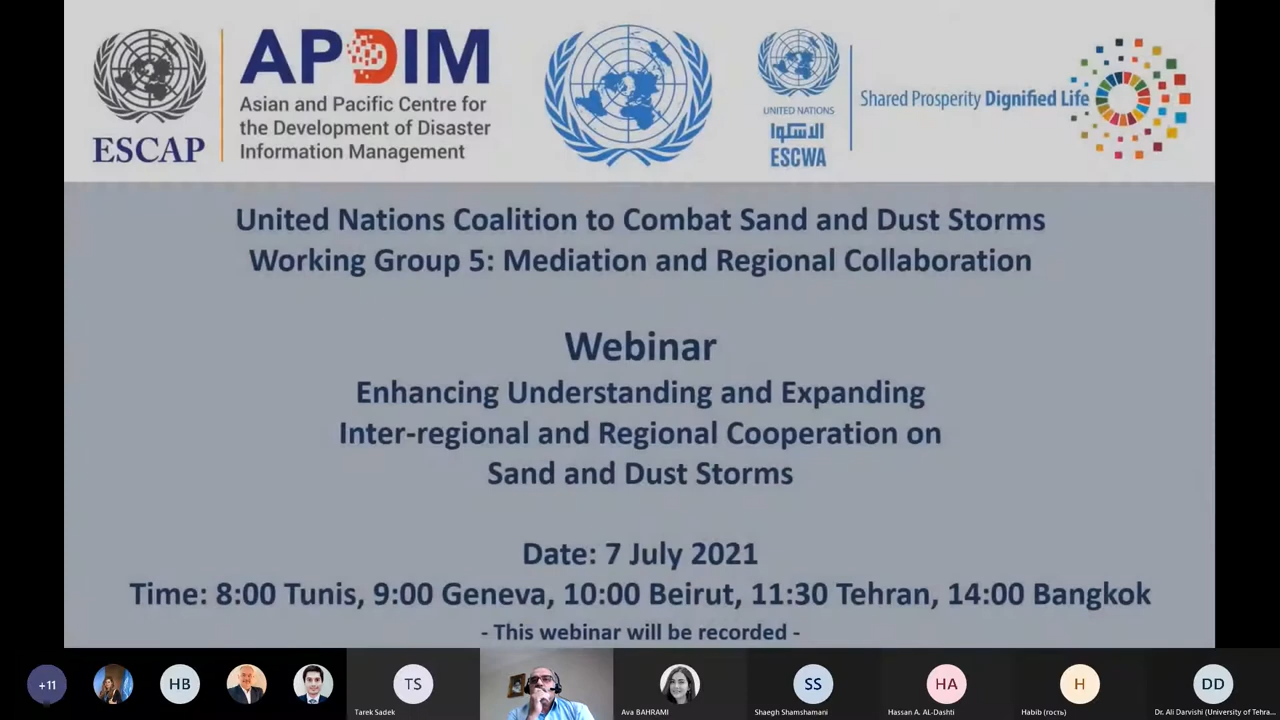 ESCAP
APDIM
Asian and Pacific Centre for
the Development of Disaster
Information Management
UNITED NATIONS
الاسكوا
ESCWA
Shared Prosperity Dignified Life
United Nations Coalition to Combat Sand and Dust Storms
Working Group 5: Mediation and Regional Collaboration
Webinar
Enhancing Understanding and Expanding
Inter-regional and Regional Cooperation on
Sand and Dust Storms
Date: 7 July 2021
Time: 8:00 Tunis, 9:00 Geneva, 10:00 Beirut, 11:30 Tehran, 14:00 Bangkok
- This webinar will be recorded -
+11
HB
TS
SS
HA
H
DD
Tarek Sadek
Ava BAHRAMI
Shaegh Shamshamani
Hassan A. AL-Dashti
Habib (гость)
Dr. Ali Darvishi (University of Tehra...